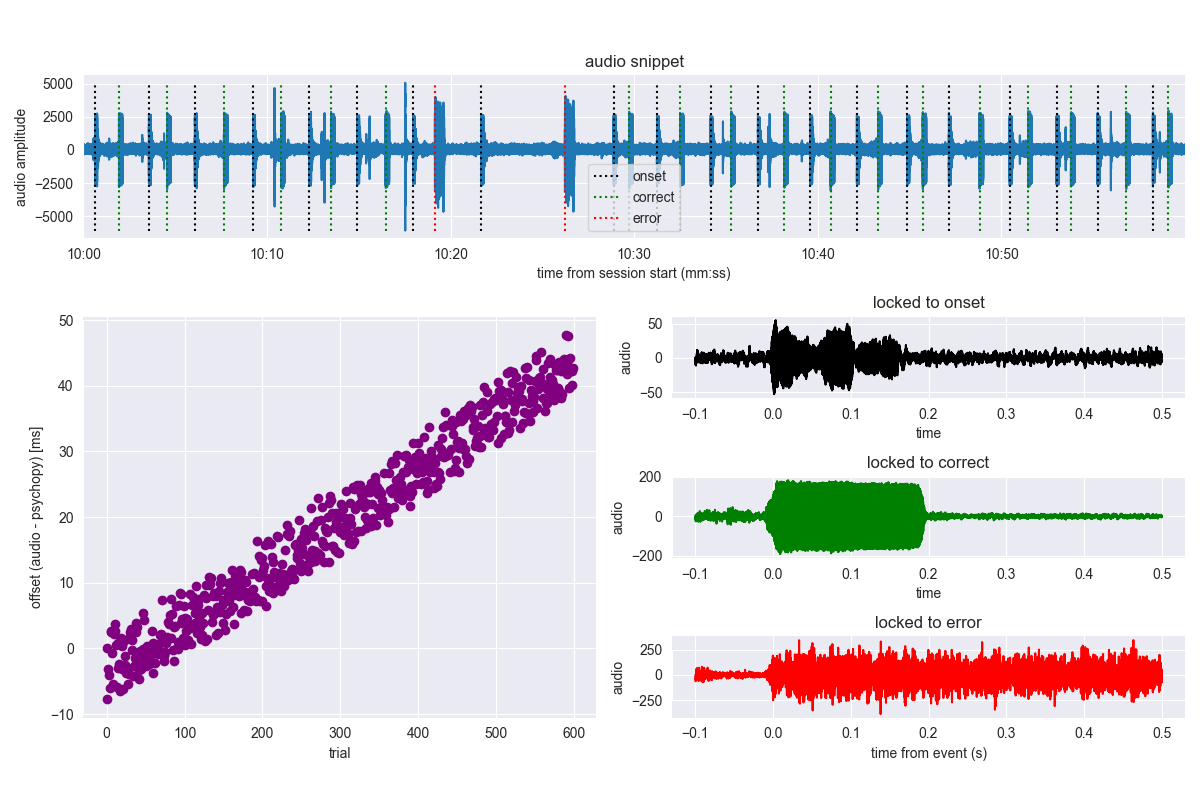 audio snippet
5000
2500
0
−2500
−5000
audio amplitude
onset
correct
error
10:00 10:10 10:20 10:30 10:40 10:50
time from session start (mm:ss)
50
40
30
20
10
0
−10
offset (audio - psychopy) [ms]
0 100 200 300 400 500 600
trial
locked to onset
50
0
−50
audio
−0.1 0.0 0.1 0.2 0.3 0.4 0.5
time
locked to correct
200
0
−200
audio
−0.1 0.0 0.1 0.2 0.3 0.4 0.5
time
locked to error
250
0
−250
audio
−0.1 0.0 0.1 0.2 0.3 0.4 0.5
time from event (s)